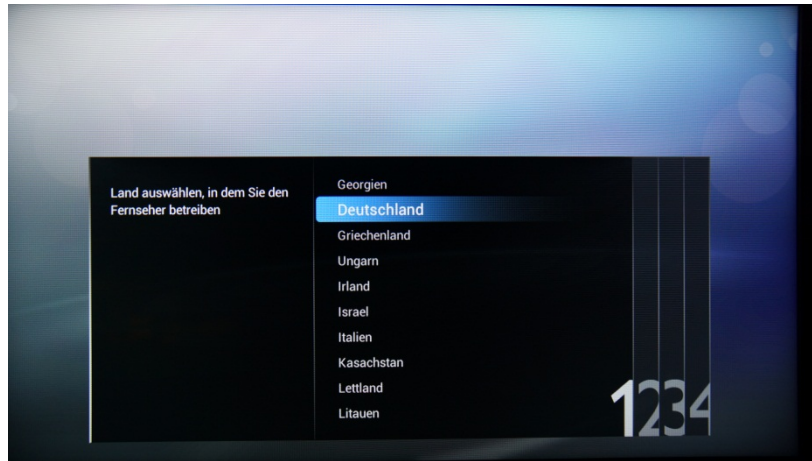 Land auswählen, in dem Sie den
Fernseher betreiben
Georgien
Deutschland
Griechenland
Ungarn
Irland
Israel
Italien
Kasachstan
Lettland
Litauen
1234